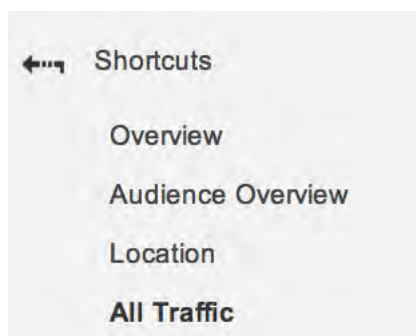 Shortcuts
Overview
Audience Overview
Location
All Traffic